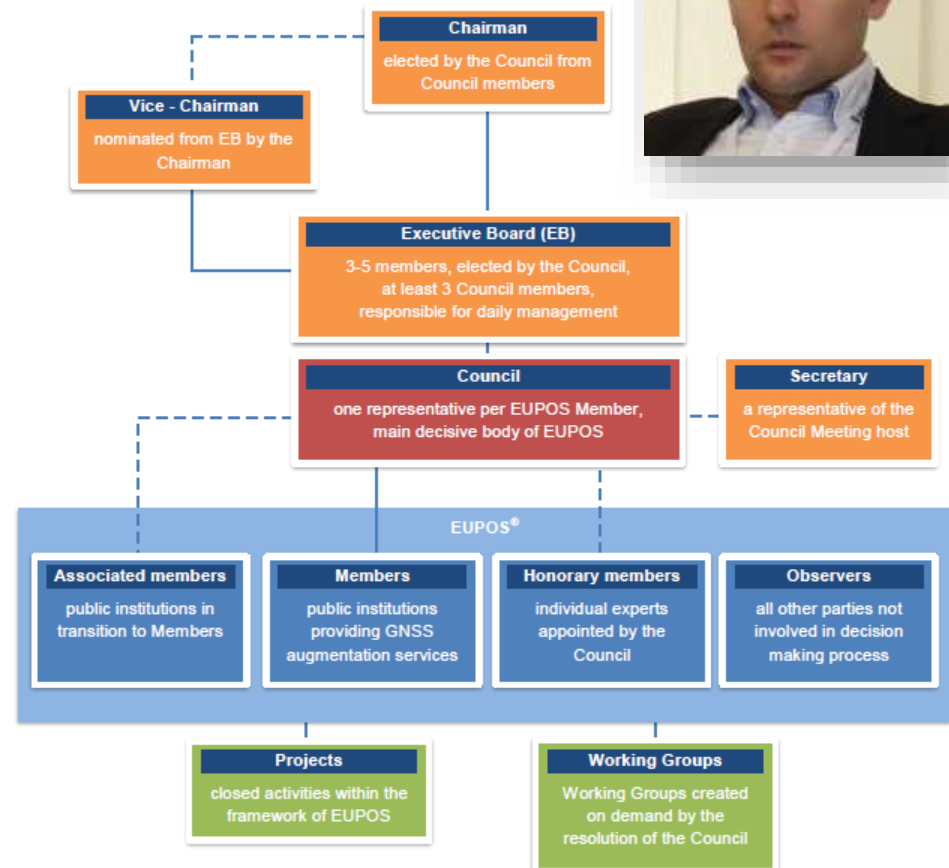 Chairman
elected by the Council from
Council members
Vice - Chairman
nominated from EB by the
Chairman
Executive Board (EB)
3-5 members, elected by the Council,
at least 3 Council members,
responsible for daily management
Council
one representative per EUPOS Member,
main decisive body of EUPOS
Secretary
a representative of the
Council Meeting host
EUPOS®
Associated members
public institutions in
transition to Members
Members
public institutions
providing GNSS
augmentation services
Honorary members
individual experts
appointed by the
Council
Observers
all other parties not
involved in decision
making process
Projects
closed activities within the
framework of EUPOS
Working Groups
Working Groups created
on demand by the
resolution of the Council